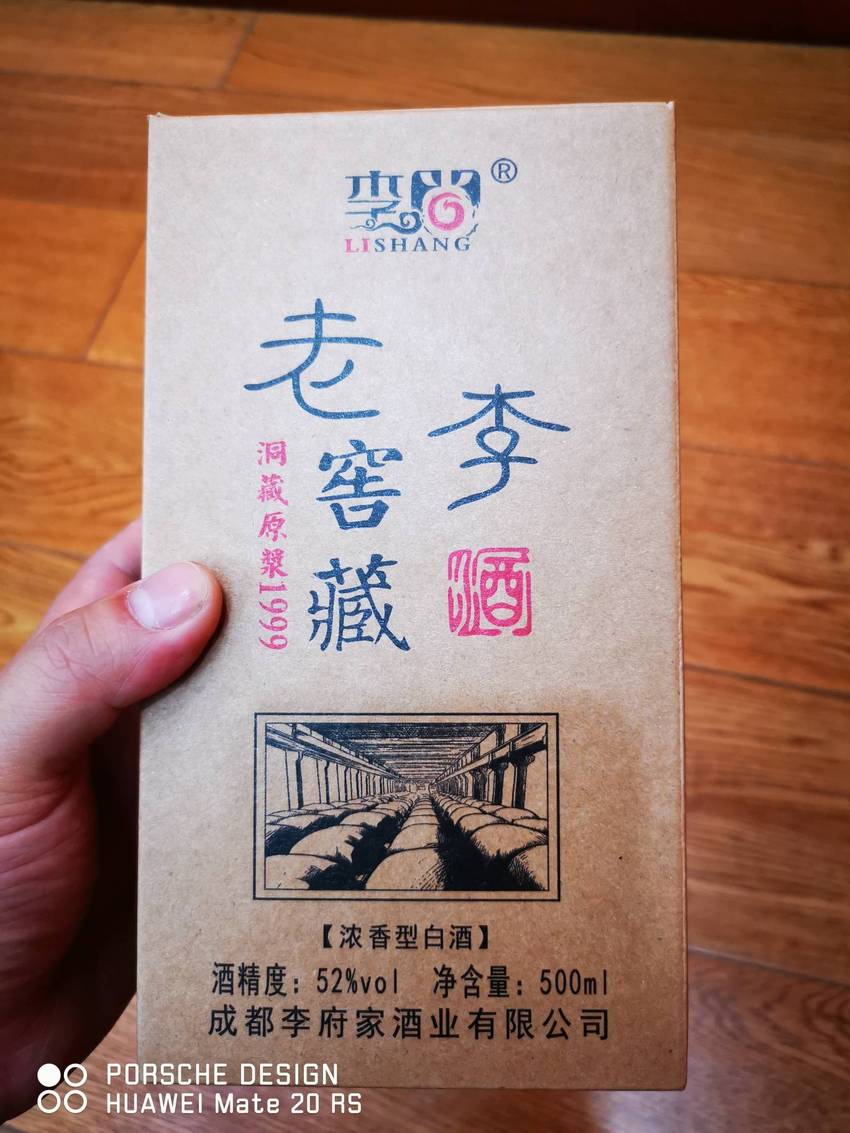 李尚®
LISHANG
李酒
老窖藏
洞藏原漿1999
【浓香型白酒】
酒精度：52%vol 净含量：500ml
成都李府家酒业有限公司
PORSCHE DESIGN
HUAWEI Mate 20 RS